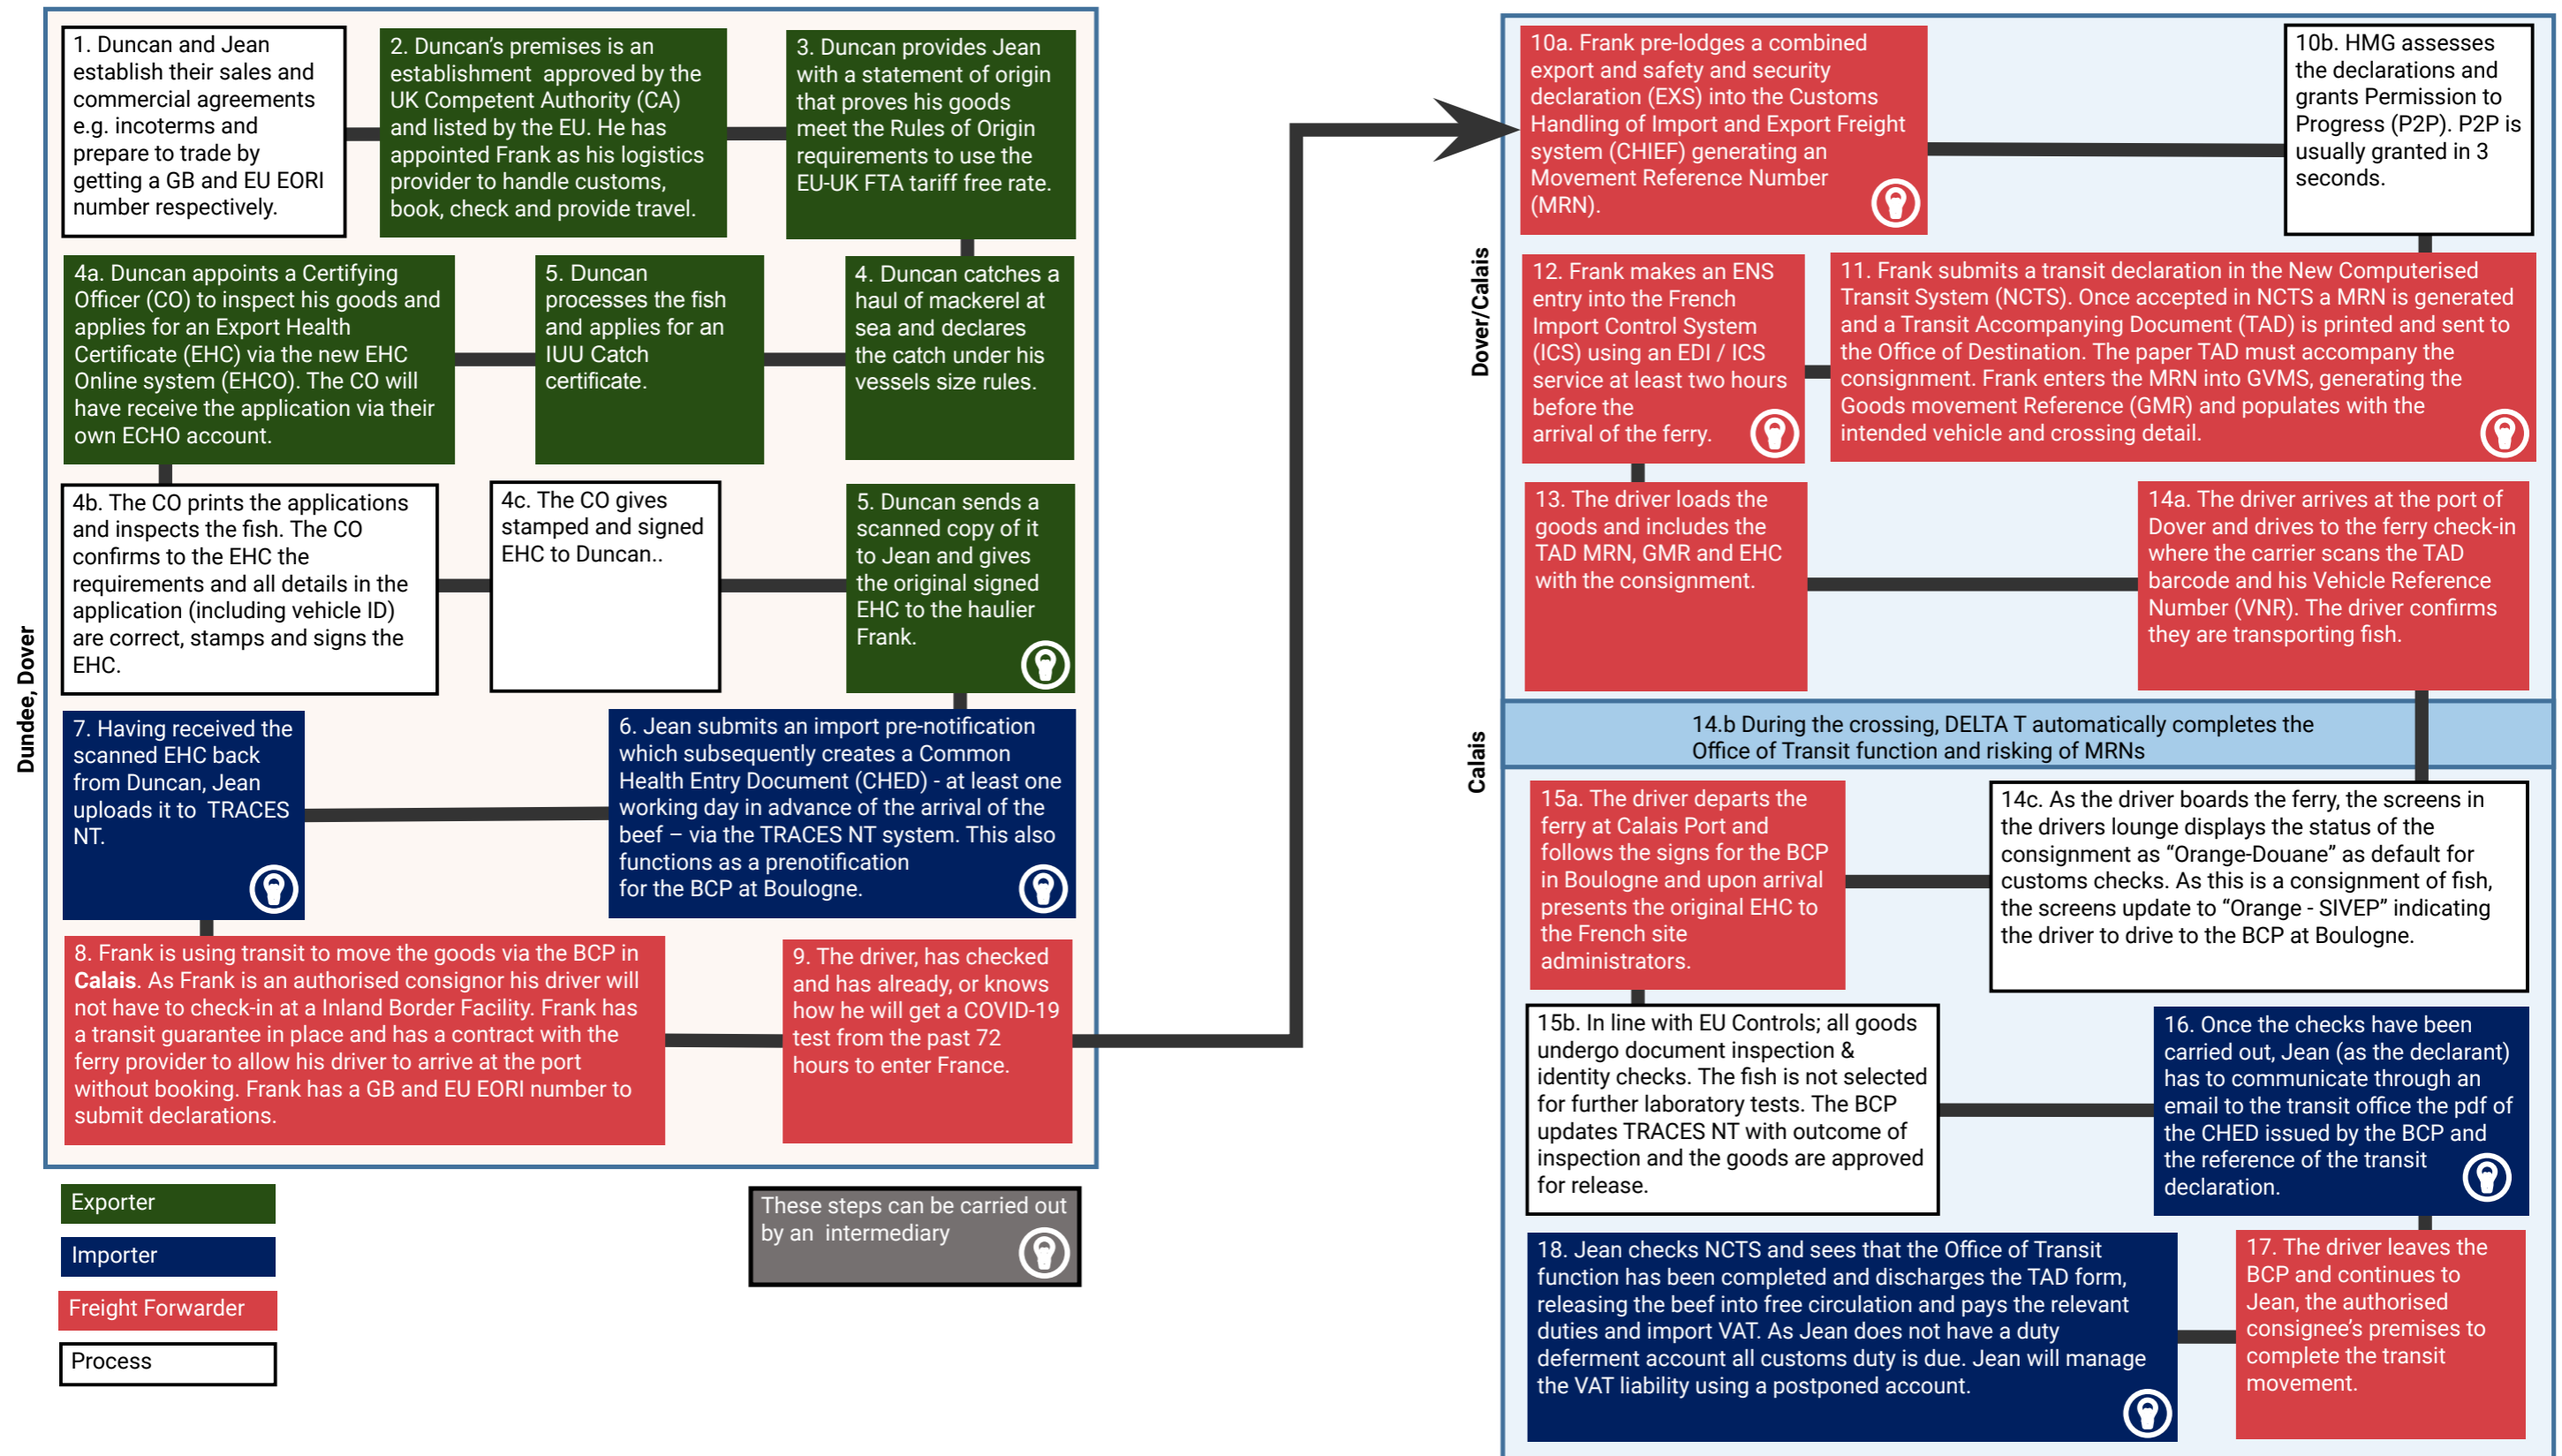 1. Duncan and Jean
establish their sales and
commercial agreements
e.g. incoterms and
prepare to trade by
getting a GB and EU EORI
number respectively.
2. Duncan’s premises is an
establishment approved by the
UK Competent Authority (CA)
and listed by the EU. He has
appointed Frank as his logistics
provider to handle customs,
book, check and provide travel.
3. Duncan provides Jean
with a statement of origin
that proves his goods
meet the Rules of Origin
requirements to use the
EU-UK FTA tariff free rate.
4a. Duncan appoints a Certifying
Officer (CO) to inspect his goods and
applies for an Export Health
Certificate (EHC) via the new EHC
Online system (EHCO). The CO will
have receive the application via their
own ECHO account.
5. Duncan
processes the fish
and applies for an
IUU Catch
certificate.
4. Duncan catches a
haul of mackerel at
sea and declares
the catch under his
vessels size rules.
4b. The CO prints the applications
and inspects the fish. The CO
confirms to the EHC the
requirements and all details in the
application (including vehicle ID)
are correct, stamps and signs the
EHC.
4c. The CO gives
stamped and signed
EHC to Duncan..
5. Duncan sends a
scanned copy of it
to Jean and gives
the original signed
EHC to the haulier
Frank.
Dundee, Dover
7. Having received the
scanned EHC back
from Duncan, Jean
uploads it to TRACES
NT.
6. Jean submits an import pre-notification
which subsequently creates a Common
Health Entry Document (CHED) - at least one
working day in advance of the arrival of the
beef – via the TRACES NT system. This also
functions as a prenotification
for the BCP at Boulogne.
8. Frank is using transit to move the goods via the BCP in
Calais. As Frank is an authorised consignor his driver will
not have to check-in at a Inland Border Facility. Frank has
a transit guarantee in place and has a contract with the
ferry provider to allow his driver to arrive at the port
without booking. Frank has a GB and EU EORI number to
submit declarations.
9. The driver, has checked
and has already, or knows
how he will get a COVID-19
test from the past 72
hours to enter France.
Exporter
Importer
Freight Forwarder
Process
These steps can be carried out
by an intermediary
10a. Frank pre-lodges a combined
export and safety and security
declaration (EXS) into the Customs
Handling of Import and Export Freight
system (CHIEF) generating an
Movement Reference Number
(MRN).
10b. HMG assesses
the declarations and
grants Permission to
Progress (P2P). P2P is
usually granted in 3
seconds.
Dover/Calais
12. Frank makes an ENS
entry into the French
Import Control System
(ICS) using an EDI / ICS
service at least two hours
before the
arrival of the ferry.
11. Frank submits a transit declaration in the New Computerised
Transit System (NCTS). Once accepted in NCTS a MRN is generated
and a Transit Accompanying Document (TAD) is printed and sent to
the Office of Destination. The paper TAD must accompany the
consignment. Frank enters the MRN into GVMS, generating the
Goods movement Reference (GMR) and populates with the
intended vehicle and crossing detail.
13. The driver loads the
goods and includes the
TAD MRN, GMR and EHC
with the consignment.
14a. The driver arrives at the port of
Dover and drives to the ferry check-in
where the carrier scans the TAD
barcode and his Vehicle Reference
Number (VNR). The driver confirms
they are transporting fish.
14.b During the crossing, DELTA T automatically completes the
Office of Transit function and risking of MRNs
Calais
15a. The driver departs the
ferry at Calais Port and
follows the signs for the BCP
in Boulogne and upon arrival
presents the original EHC to
the French site
administrators.
14c. As the driver boards the ferry, the screens in
the drivers lounge displays the status of the
consignment as “Orange-Douane” as default for
customs checks. As this is a consignment of fish,
the screens update to “Orange - SIVEP” indicating
the driver to drive to the BCP at Boulogne.
15b. In line with EU Controls; all goods
undergo document inspection &
identity checks. The fish is not selected
for further laboratory tests. The BCP
updates TRACES NT with outcome of
inspection and the goods are approved
for release.
16. Once the checks have been
carried out, Jean (as the declarant)
has to communicate through an
email to the transit office the pdf of
the CHED issued by the BCP and
the reference of the transit
declaration.
18. Jean checks NCTS and sees that the Office of Transit
function has been completed and discharges the TAD form,
releasing the beef into free circulation and pays the relevant
duties and import VAT. As Jean does not have a duty
deferment account all customs duty is due. Jean will manage
the VAT liability using a postponed account.
17. The driver leaves the
BCP and continues to
Jean, the authorised
consignee’s premises to
complete the transit
movement.